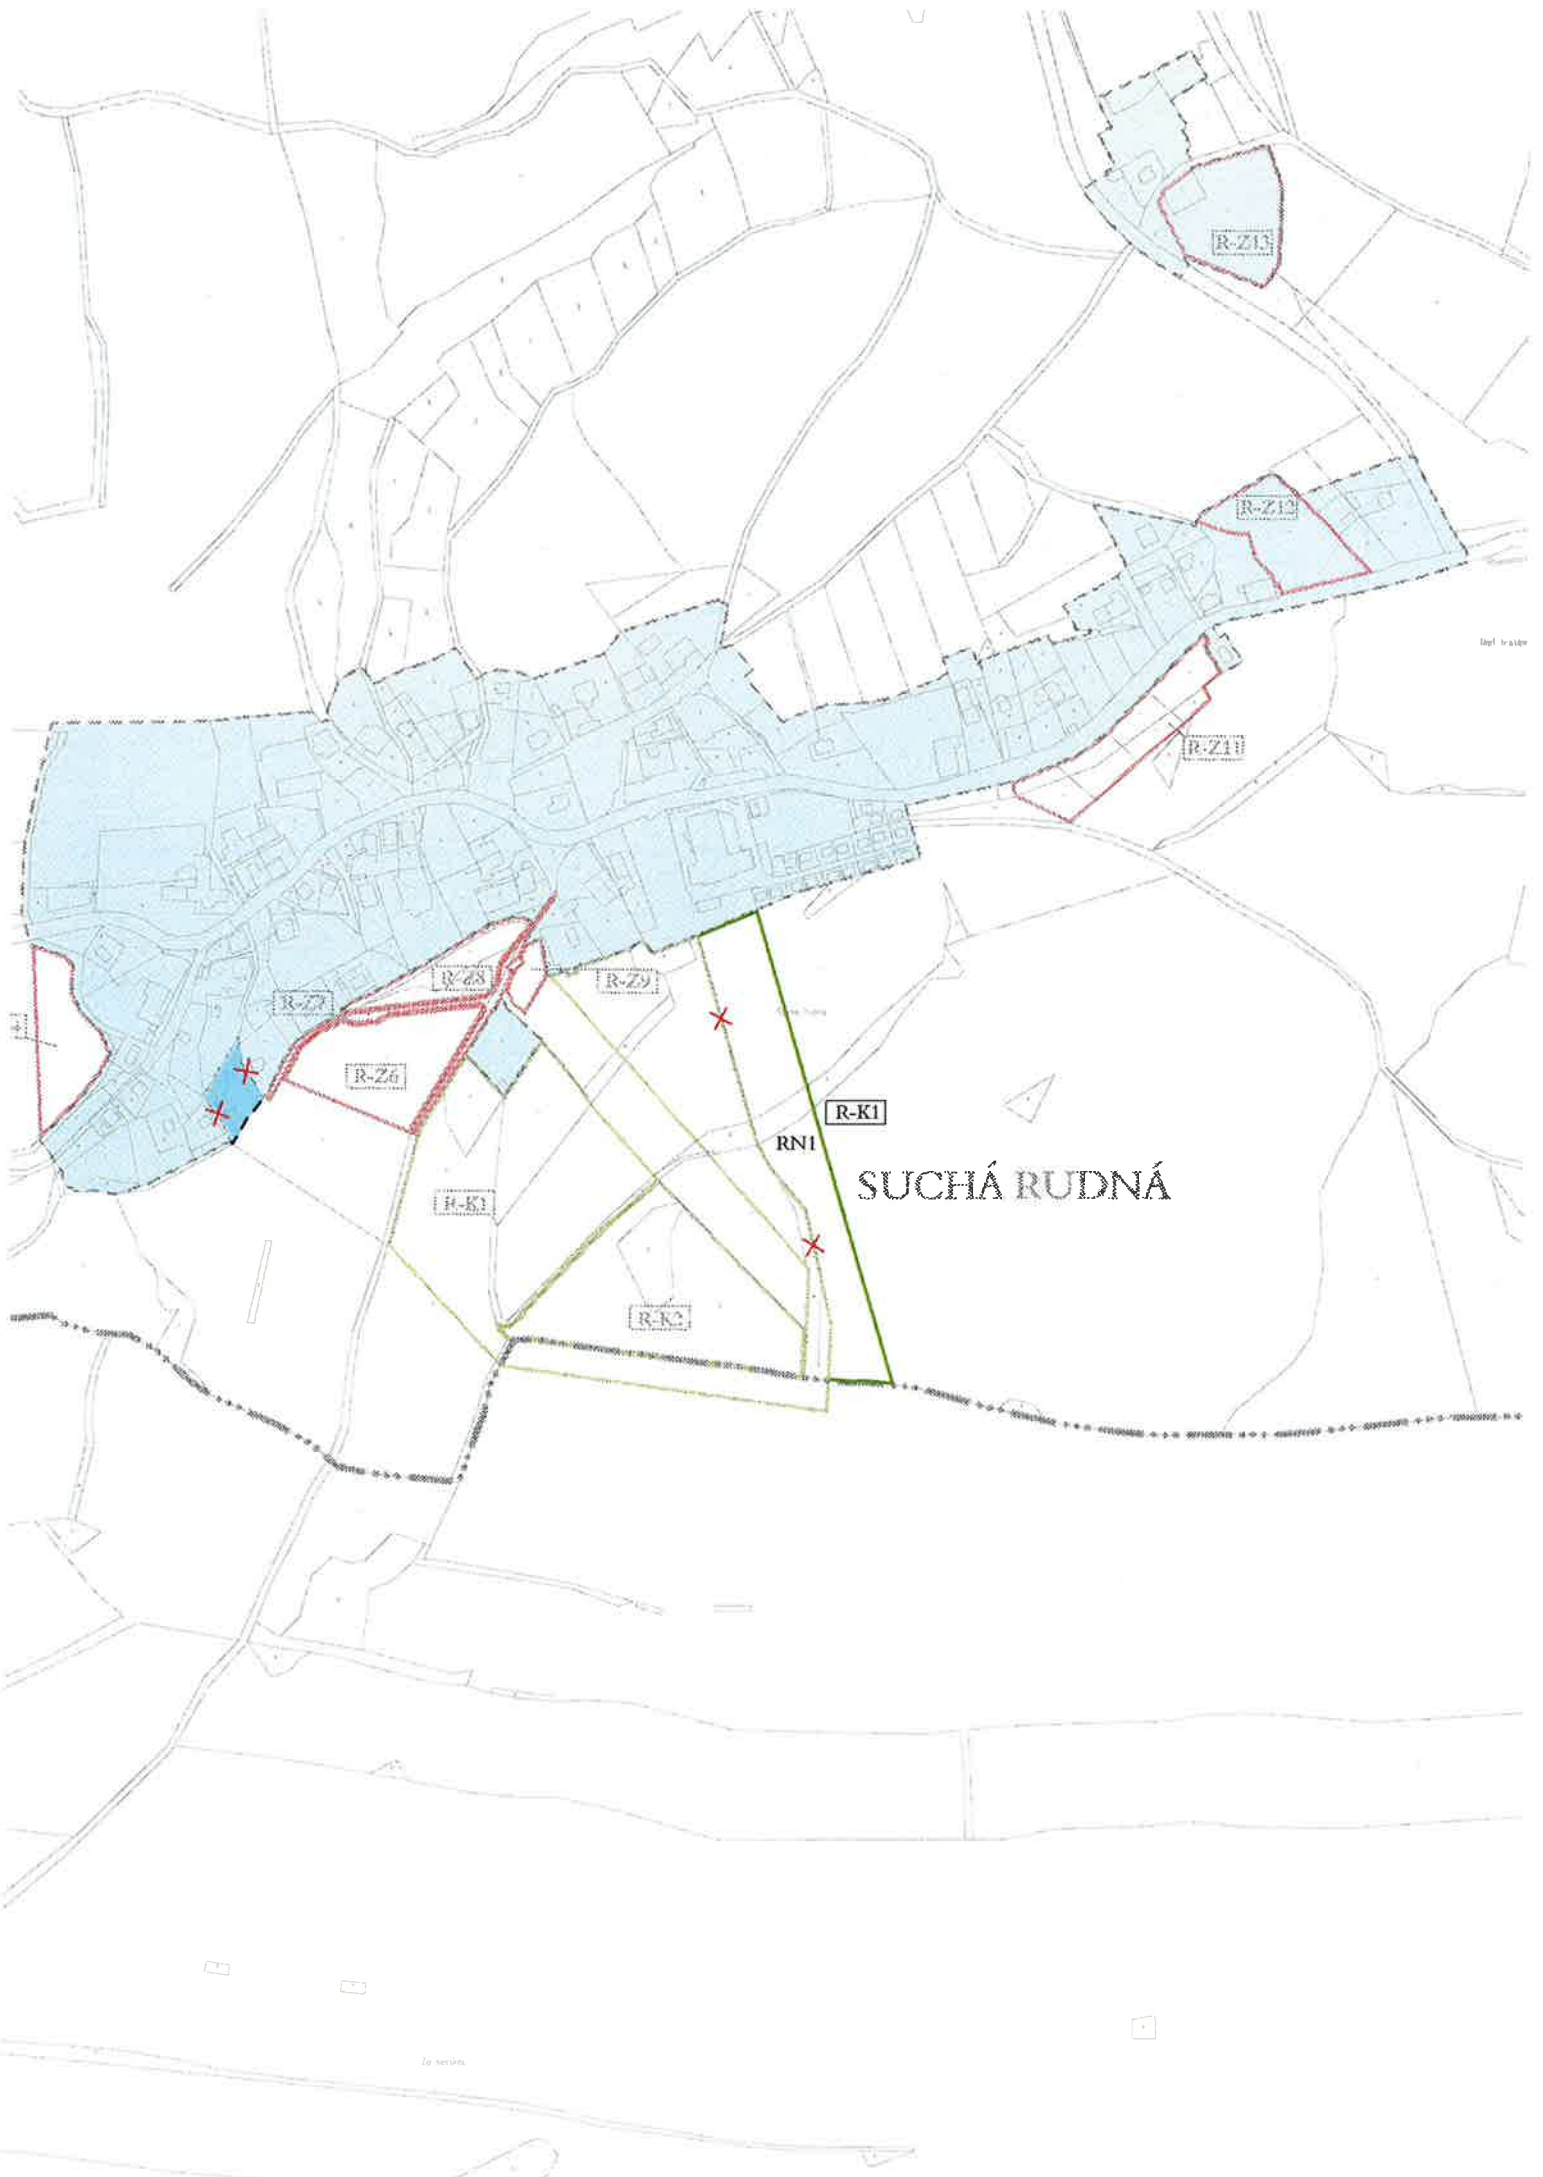 R-Z13
R-Z12
R-Z11
R-Z9
R-Z8
R-Z7
R-Z6
R-K1
RN1
SUCHÁ RUDNÁ
R-K1
R-K2